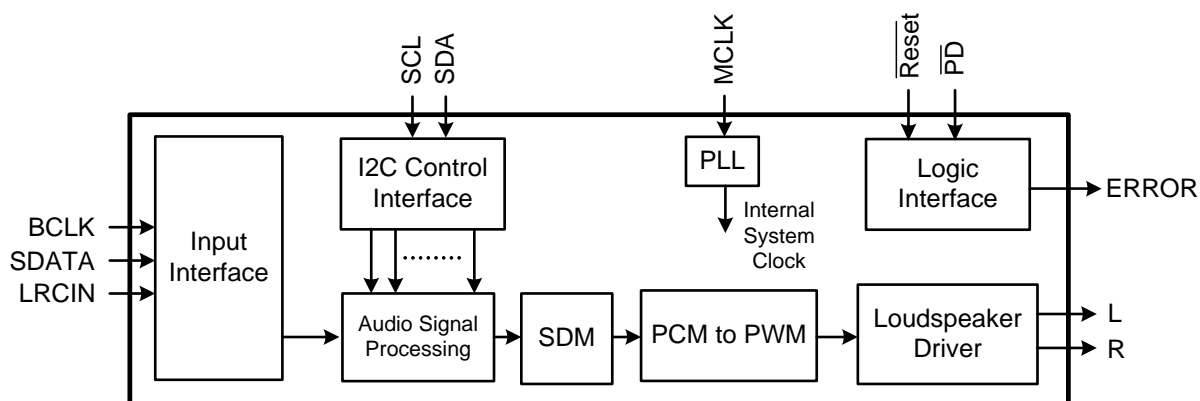 SCL
SDA
MCLK
Reset
PD
I2C Control
Interface
PLL
Logic
Interface
ERROR
Internal
System
Clock
BCLK
SDATA
LRCIN
Input
Interface
........
Audio Signal
Processing
SDM
PCM to PWM
Loudspeaker
Driver
L
R